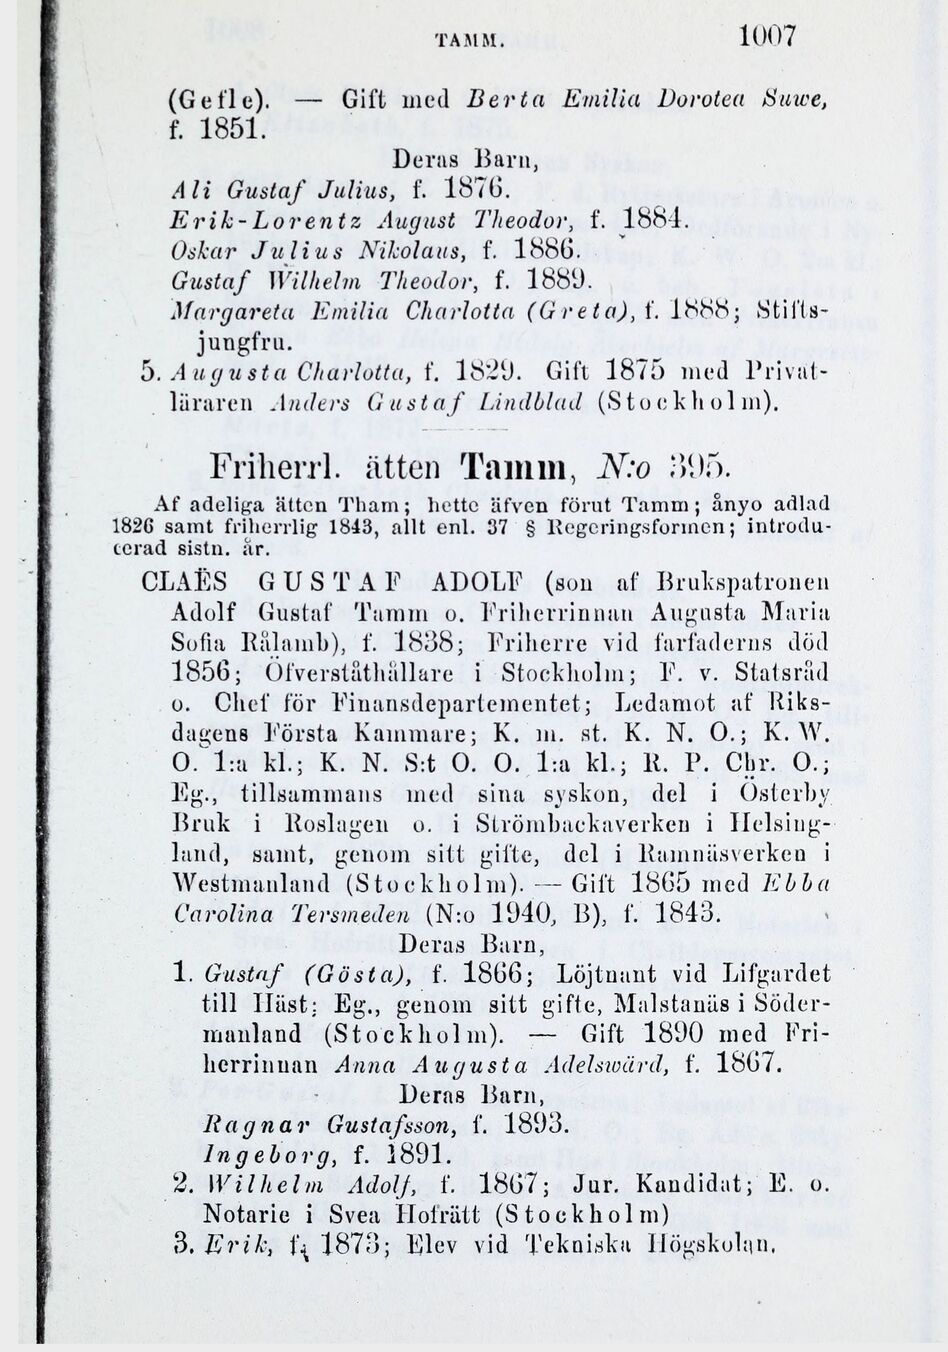 TAMM. 1007
(Gefle). — Gift med Berta Emilia Dorotea Suwe,
f. 1851.
Deras Barn,
Ali Gustaf Julius, f. 1876.
Erik-Lorentz August Theodor, f. 1884.
Oskar Julius Nikolaus, f. 1886.
Gustaf Wilhelm Theodor, f. 1889.
Margareta Emilia Charlotta (Greta), f. 1888; Stifts-
jungfru.
5. Augusta Charlotta, f. 1829. Gift 1875 med Privat-
läraren Anders Gustaf Lindblad (Stockholm).
Friherrl. ätten Tamm, N:o 395.
Af adeliga ätten Tham; hette äfven förut Tamm; ånyo adlad
1826 samt friherrlig 1843, allt enl. 37 § Regeringsformen; introdu-
cerad sistn. år.
CLAËS GUSTAF ADOLF (son af Brukspatronen
Adolf Gustaf Tamm o. Friherrinnan Augusta Maria
Sofia Rålamb), f. 1838; Friherre vid farfaderns död
1856; Öfverståthållare i Stockholm; F. v. Statsråd
o. Chef för Finansdepartementet; Ledamot af Riks-
dagens Första Kammare; K. m. st. K. N. O.; K. W.
O. 1:a kl.; K. N. S:t O. O. 1:a kl.; R. P. Chr. O.;
Eg., tillsammans med sina syskon, del i Österby
Bruk i Roslagen o. i Strömbackaverken i Helsing-
land, samt, genom sitt gifte, del i Ramnäsverken i
Westmanland (Stockholm). — Gift 1865 med Ebba
Carolina Tersmeden (N:o 1940, B), f. 1843.
Deras Barn,
1. Gustaf (Gösta), f. 1866; Löjtnant vid Lifgardet
till Häst; Eg., genom sitt gifte, Malstanäs i Söder-
manland (Stockholm). — Gift 1890 med Fri-
herrinnan Anna Augusta Adelswärd, f. 1867.
Deras Barn,
Ragnar Gustafsson, f. 1893.
Ingeborg, f. 1891.
2. Wilhelm Adolf, f. 1867; Jur. Kandidat; E. o.
Notarie i Svea Hofrätt (Stockholm)
3. Erik, f. 1873; Elev vid Tekniska Högskolan.